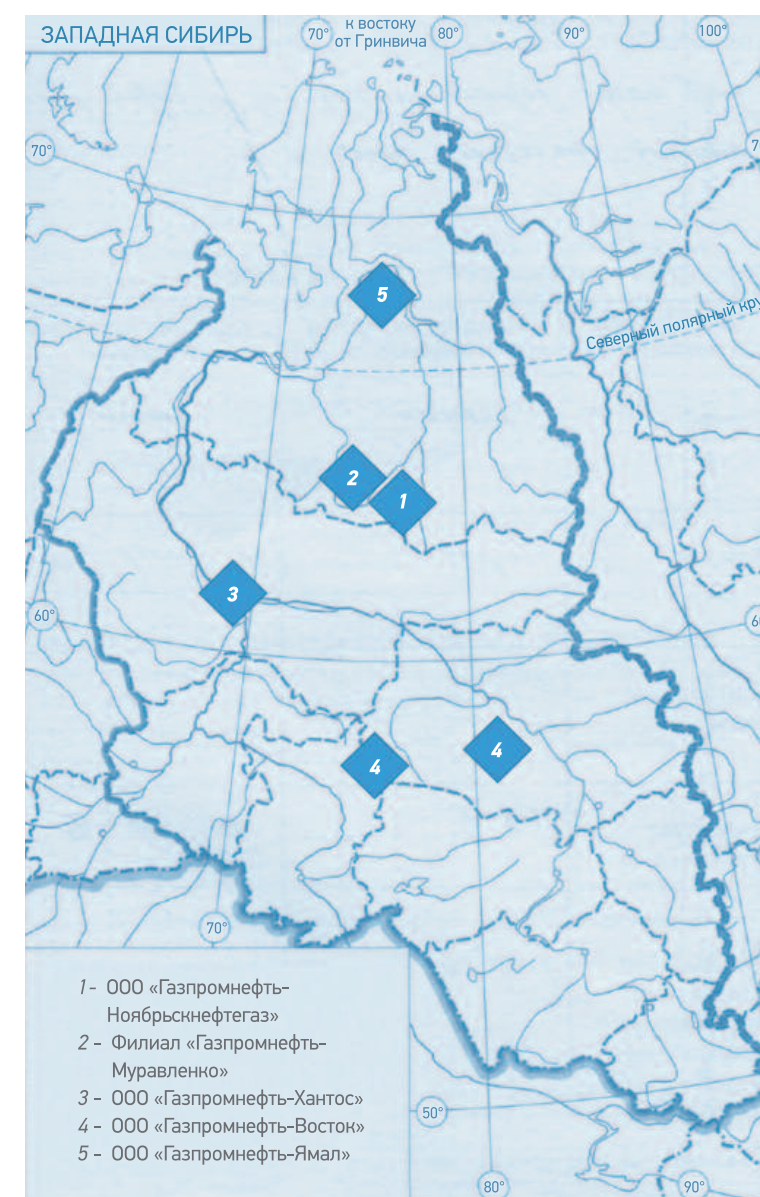 ЗАПАДНАЯ СИБИРЬ
70°
к востоку
от Гринвича
80°
90°
100°
70°
5
Северный полярный кру
2
1
3
60°
4
4
70°
1- ООО «Газпромнефть-
Ноябрьскнефтегаз»
2 - Филиал «Газпромнефть-
Муравленко»
3 - ООО «Газпромнефть-Хантос»
4 - ООО «Газпромнефть-Восток»
5 - ООО «Газпромнефть-Ямал»
50°
80°
90°